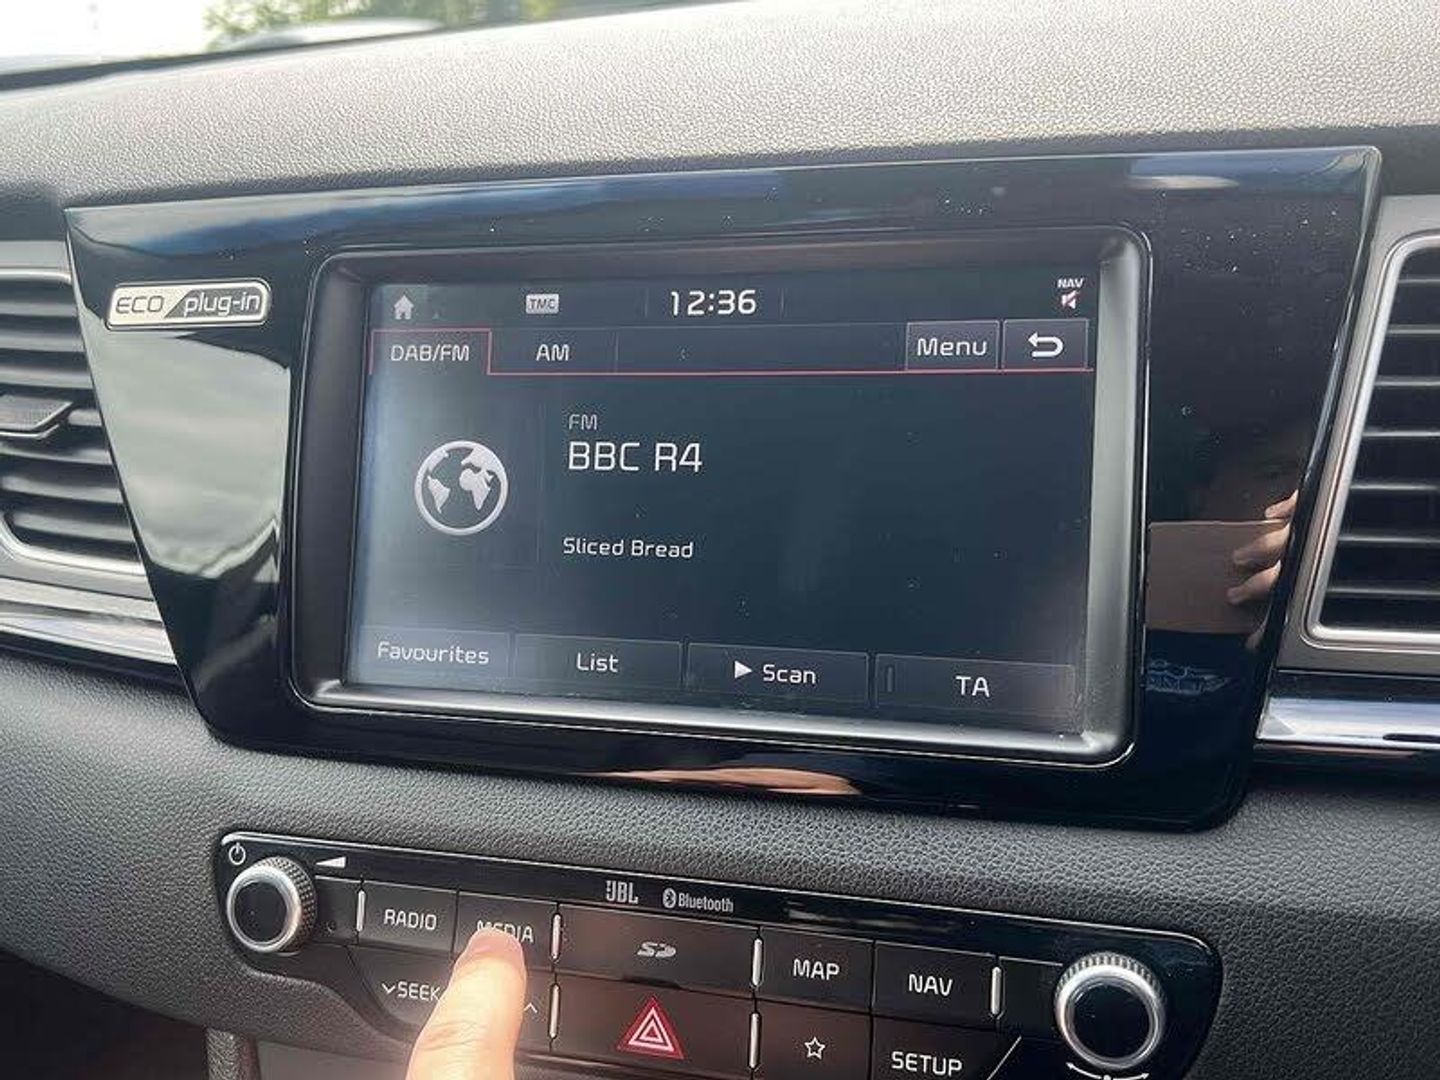 ECO plug-in
TMC 12:36 NAV
DAB/FM AM Menu
FM
BBC R4
Sliced Bread
Favourites List Scan TA
JBL Bluetooth
RADIO MEDIA SD MAP NAV
SEEK SETUP